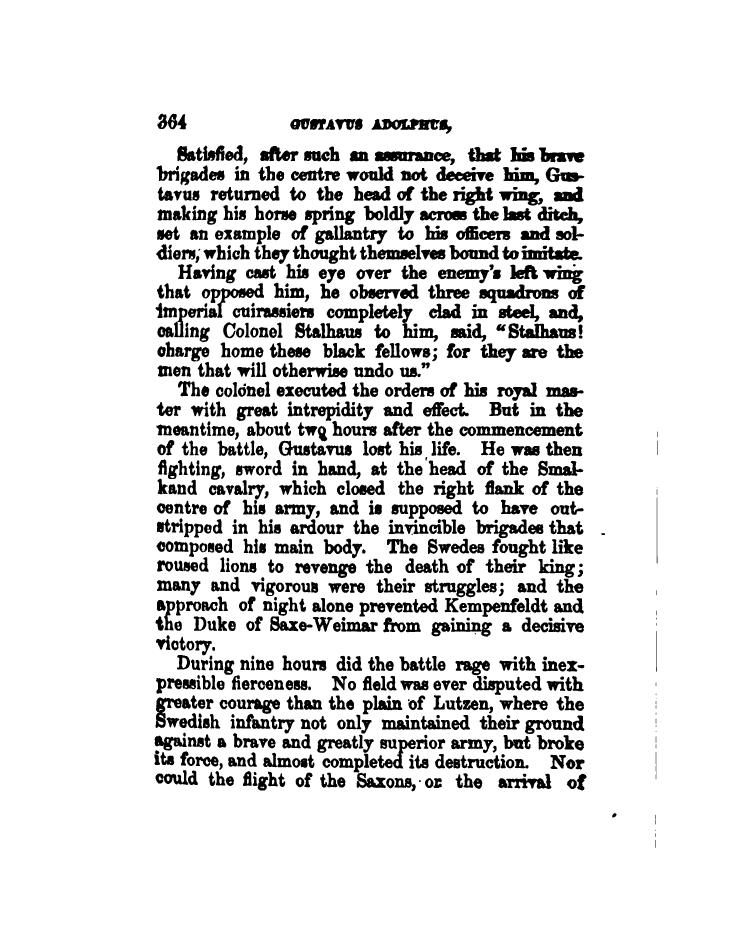 364 GUSTAVUS ADOLPHUS,
Satisfied, after such an assurance, that his brave
brigades in the centre would not deceive him, Gus-
tavus returned to the head of the right wing, and
making his horse spring boldly across the last ditch,
set an example of gallantry to his officers and sol-
diers, which they thought themselves bound to imitate.
Having cast his eye over the enemy's left wing
that opposed him, he observed three squadrons of
imperial cuirassiers completely clad in steel, and,
calling Colonel Stalhaus to him, said, "Stalhaus!
charge home these black fellows; for they are the
men that will otherwise undo us."
The colonel executed the orders of his royal mas-
ter with great intrepidity and effect. But in the
meantime, about two hours after the commencement
of the battle, Gustavus lost his life. He was then
fighting, sword in hand, at the head of the Smal-
kand cavalry, which closed the right flank of the
centre of his army, and is supposed to have out-
stripped in his ardour the invincible brigades that
composed his main body. The Swedes fought like
roused lions to revenge the death of their king;
many and vigorous were their struggles; and the
approach of night alone prevented Kempenfeldt and
the Duke of Saxe-Weimar from gaining a decisive
victory.
During nine hours did the battle rage with inex-
pressible fierceness. No field was ever disputed with
greater courage than the plain of Lutzen, where the
Swedish infantry not only maintained their ground
against a brave and greatly superior army, but broke
its force, and almost completed its destruction. Nor
could the flight of the Saxons, or the arrival of